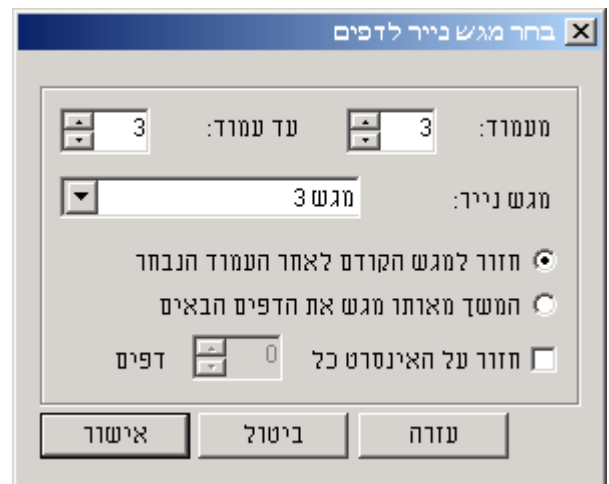 בחר מגש נייר לדפים
מעמוד: 3 עד עמוד: 3
מגש נייר: מגש 3
חזור למגש הקודם לאחר העמוד הנבחר
המשך מאותו מגש את הדפים הבאים
חזור על האינסרט כל 0 דפים
עזרה ביטול אישור